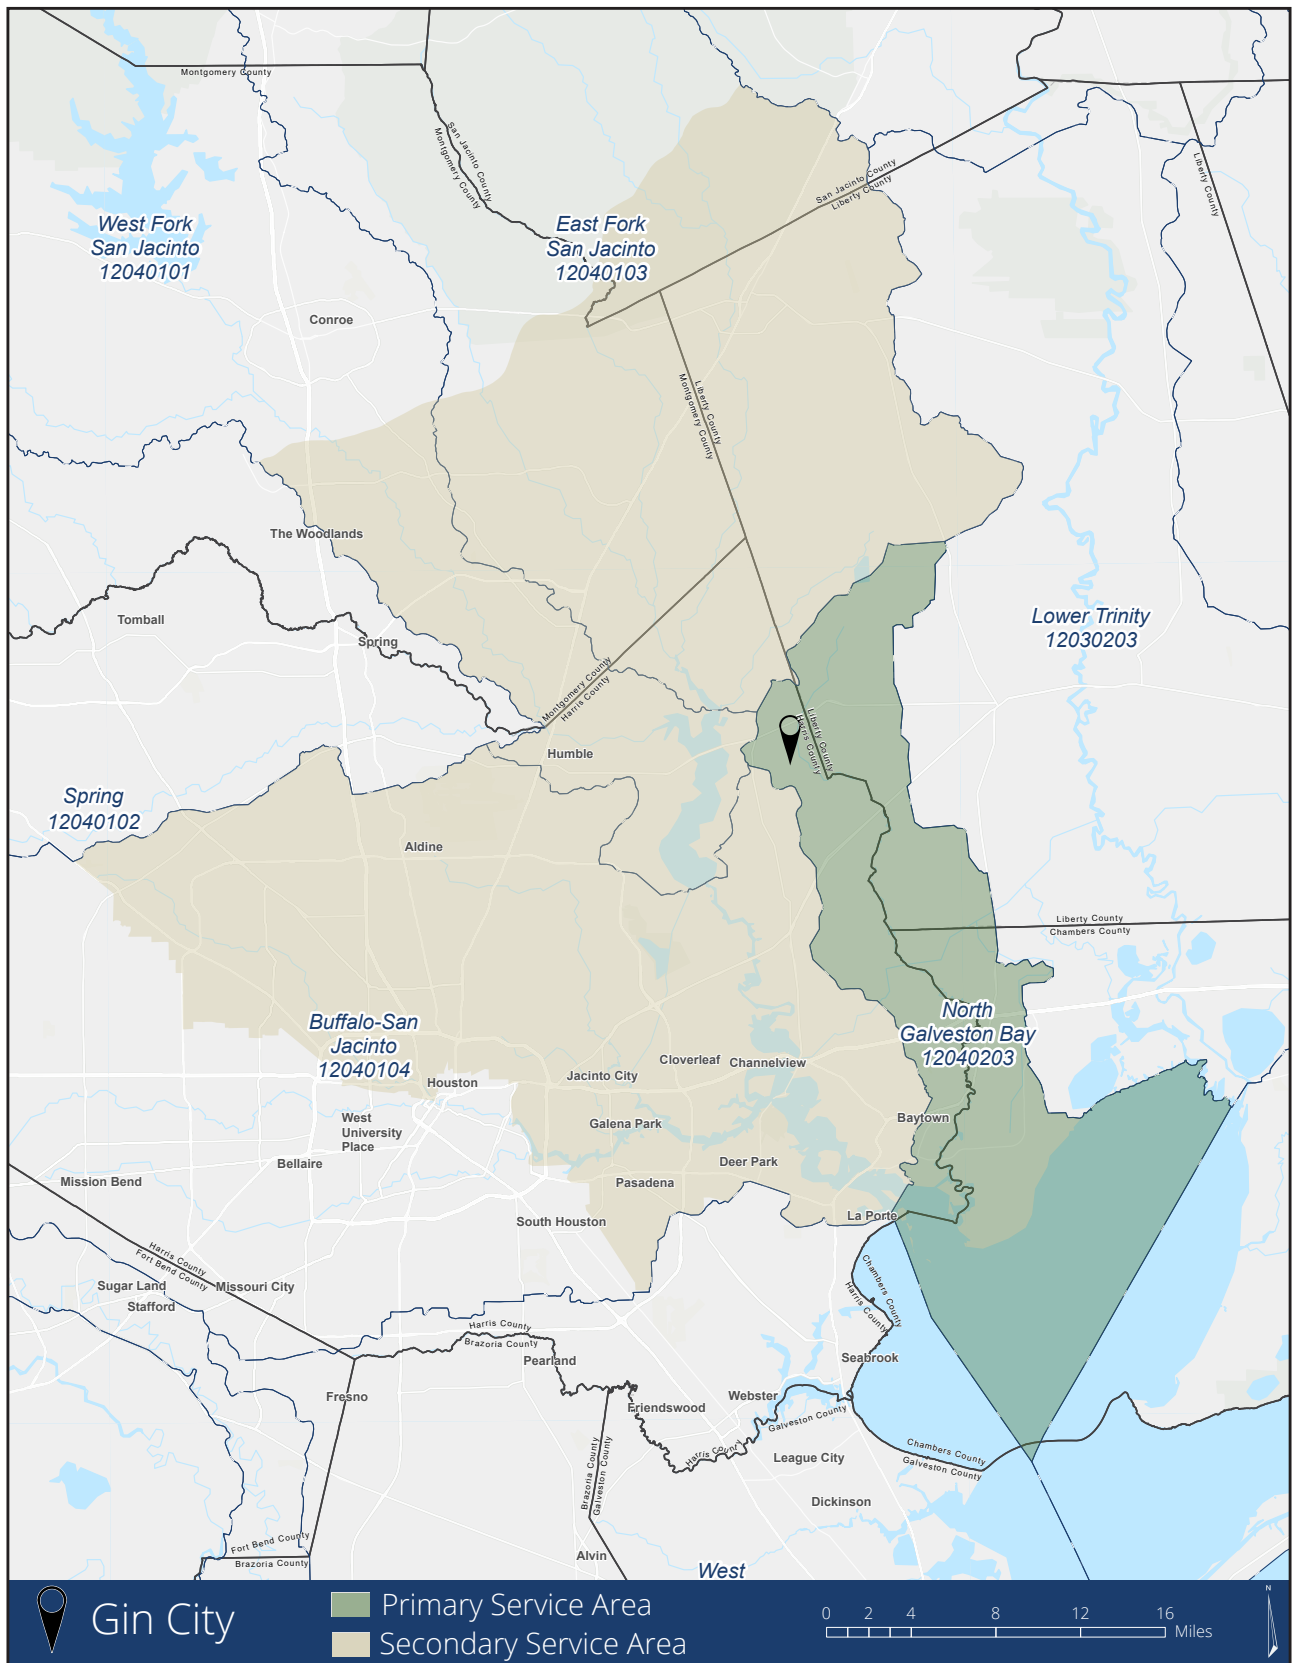 Montgomery County
San Jacinto County
Montgomery County
San Jacinto County
Liberty County
Liberty County
West Fork
San Jacinto
12040101
East Fork
San Jacinto
12040103
Conroe
Liberty County
Montgomery County
The Woodlands
Tomball
Spring
Lower Trinity
12030203
Montgomery County
Harris County
Liberty County
Harris County
Humble
Spring
12040102
Aldine
Liberty County
Chambers County
Buffalo-San
Jacinto
12040104
North
Galveston Bay
12040203
Cloverleaf
Channelview
Jacinto City
Houston
West
University
Place
Galena Park
Baytown
Bellaire
Deer Park
Mission Bend
Pasadena
South Houston
La Porte
Harris County
Fort Bend County
Sugar Land
Missouri City
Stafford
Chambers County
Harris County
Harris County
Brazoria County
Pearland
Seabrook
Fresno
Webster
Friendswood
Galveston County
Harris County
League City
Chambers County
Galveston County
Brazoria County
Galveston County
Dickinson
Fort Bend County
Brazoria County
Alvin
West
Gin City
Primary Service Area
Secondary Service Area
0 2 4 8 12 16
Miles
N